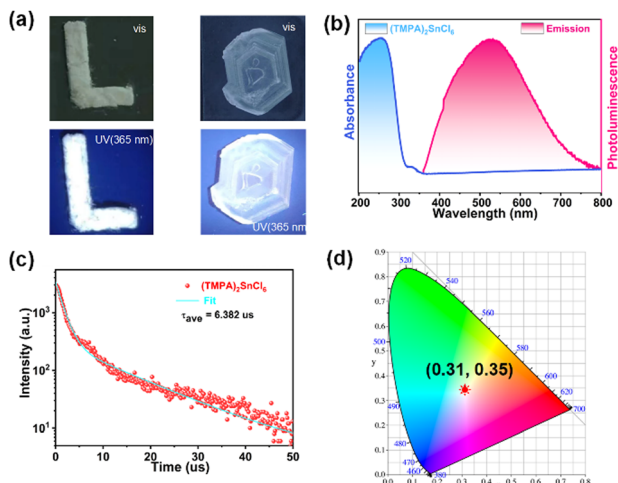 (a)
vis
vis
UV(365 nm)
UV(365 nm)
(b)
(TMPA)₂SnCl₆
Emission
Absorbance
Photoluminescence
200 300 400 500 600 700 800
Wavelength (nm)
(c)
(TMPA)₂SnCl₆
Fit
τave = 6.382 us
Intensity (a.u.)
10³
10²
10¹
0 10 20 30 40 50
Time (us)
(d)
0.9
0.8
0.7
0.6
0.5
0.4
0.3
0.2
0.1
0.0
y
520
540
560
500
580
(0.31, 0.35)
600
620
700
490
480
470
460
380
0.0 0.1 0.2 0.3 0.4 0.5 0.6 0.7 0.8